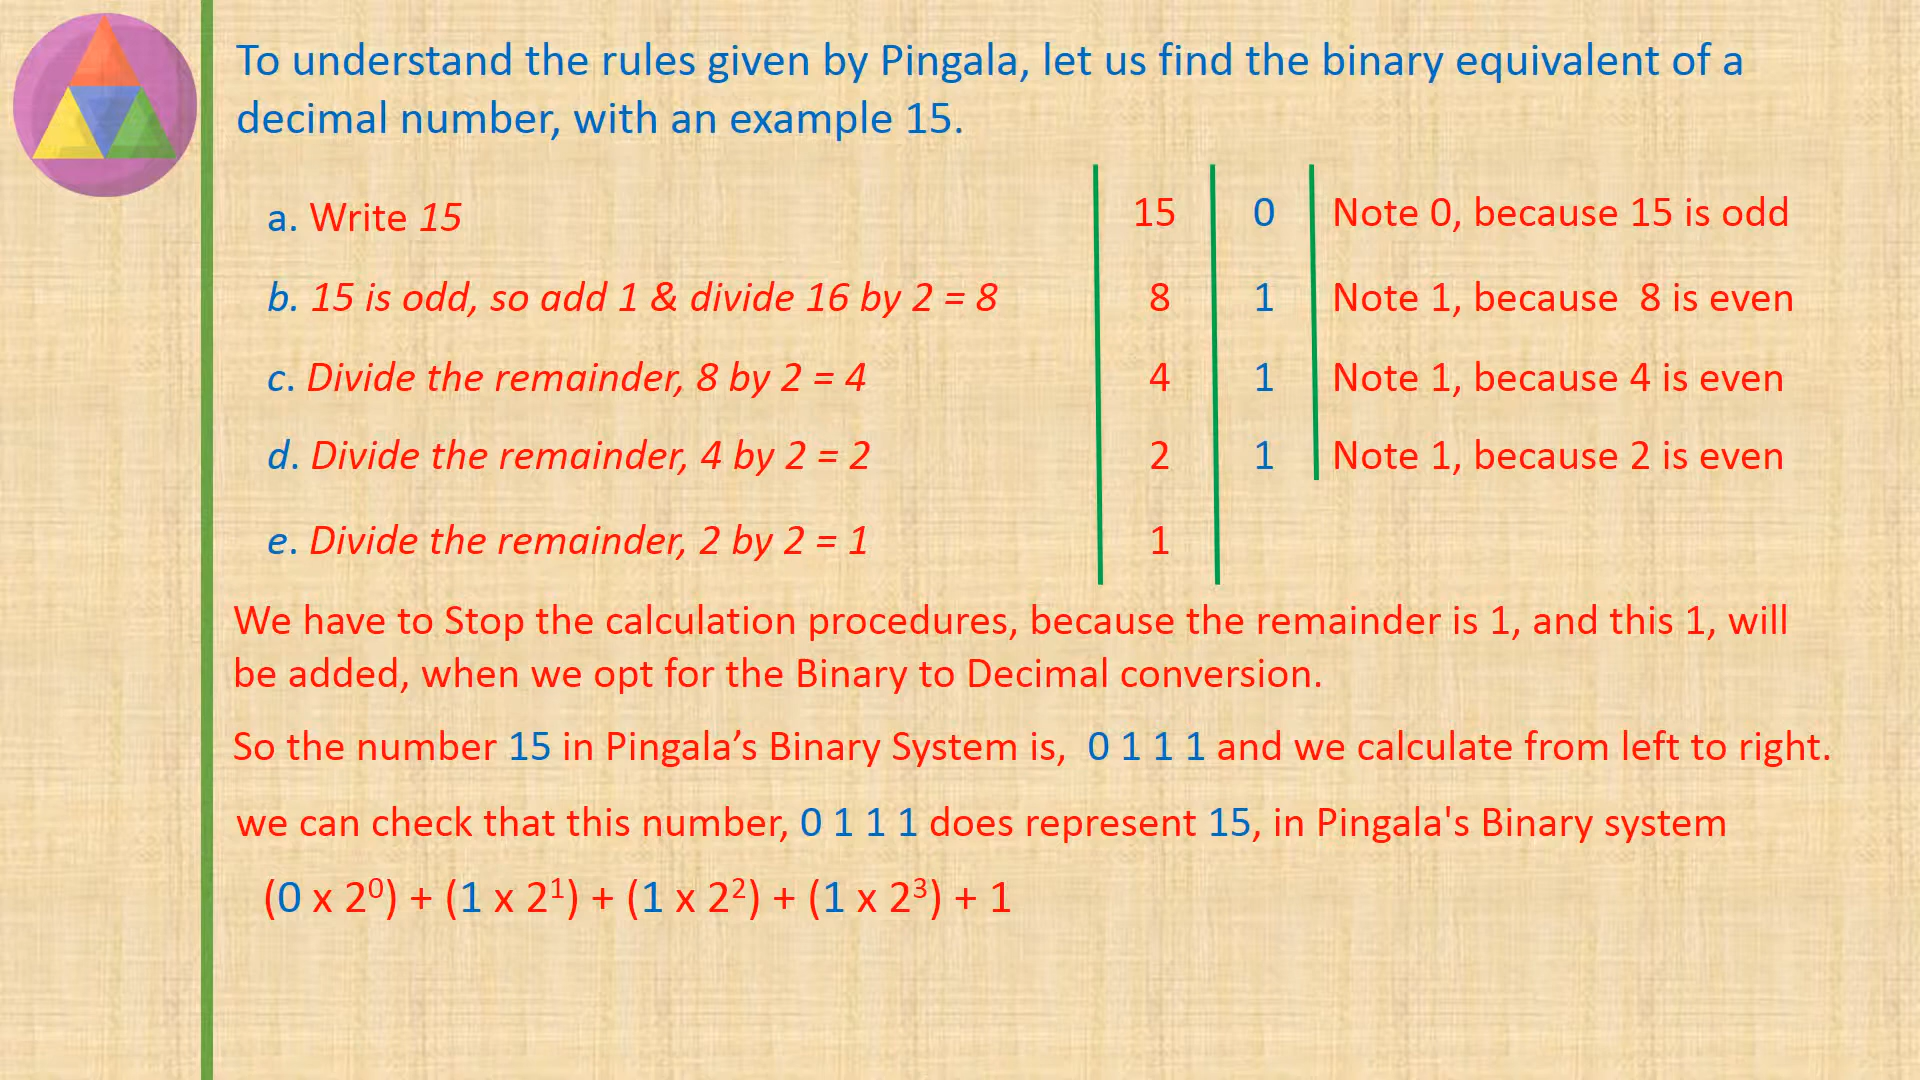 To understand the rules given by Pingala, let us find the binary equivalent of a
decimal number, with an example 15.
a. Write 15 15 0 Note 0, because 15 is odd
b. 15 is odd, so add 1 & divide 16 by 2 = 8 8 1 Note 1, because 8 is even
c. Divide the remainder, 8 by 2 = 4 4 1 Note 1, because 4 is even
d. Divide the remainder, 4 by 2 = 2 2 1 Note 1, because 2 is even
e. Divide the remainder, 2 by 2 = 1 1
We have to Stop the calculation procedures, because the remainder is 1, and this 1, will
be added, when we opt for the Binary to Decimal conversion.
So the number 15 in Pingala’s Binary System is, 0 1 1 1 and we calculate from left to right.
we can check that this number, 0 1 1 1 does represent 15, in Pingala's Binary system
(0 x 2⁰) + (1 x 2¹) + (1 x 2²) + (1 x 2³) + 1